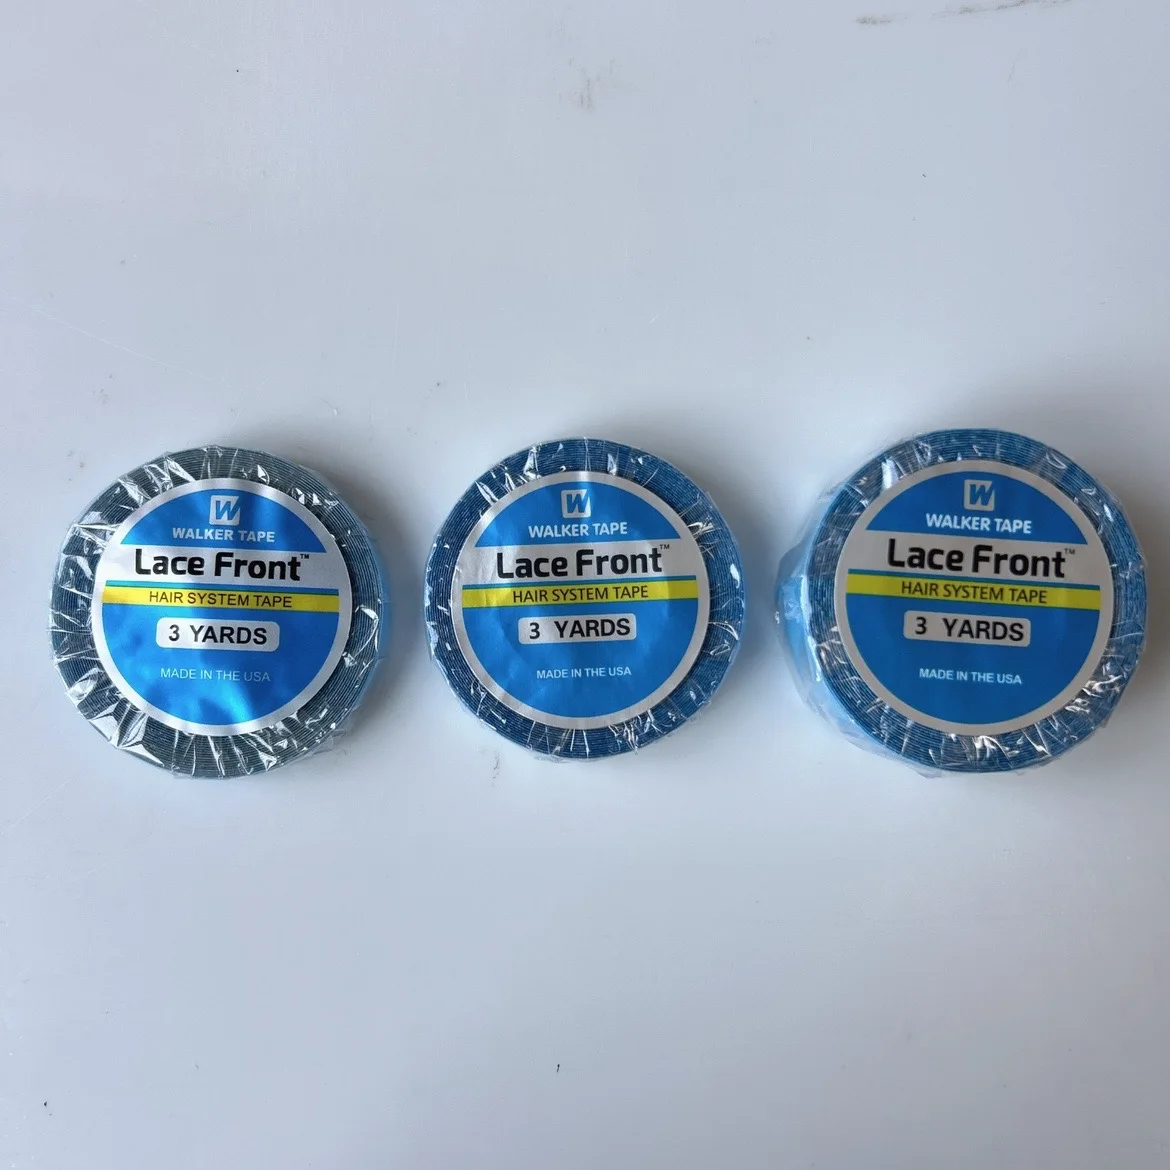 W
WALKER TAPE
Lace Front™
HAIR SYSTEM TAPE
3 YARDS
MADE IN THE USA
W
WALKER TAPE
Lace Front™
HAIR SYSTEM TAPE
3 YARDS
MADE IN THE USA
W
WALKER TAPE
Lace Front™
HAIR SYSTEM TAPE
3 YARDS
MADE IN THE USA